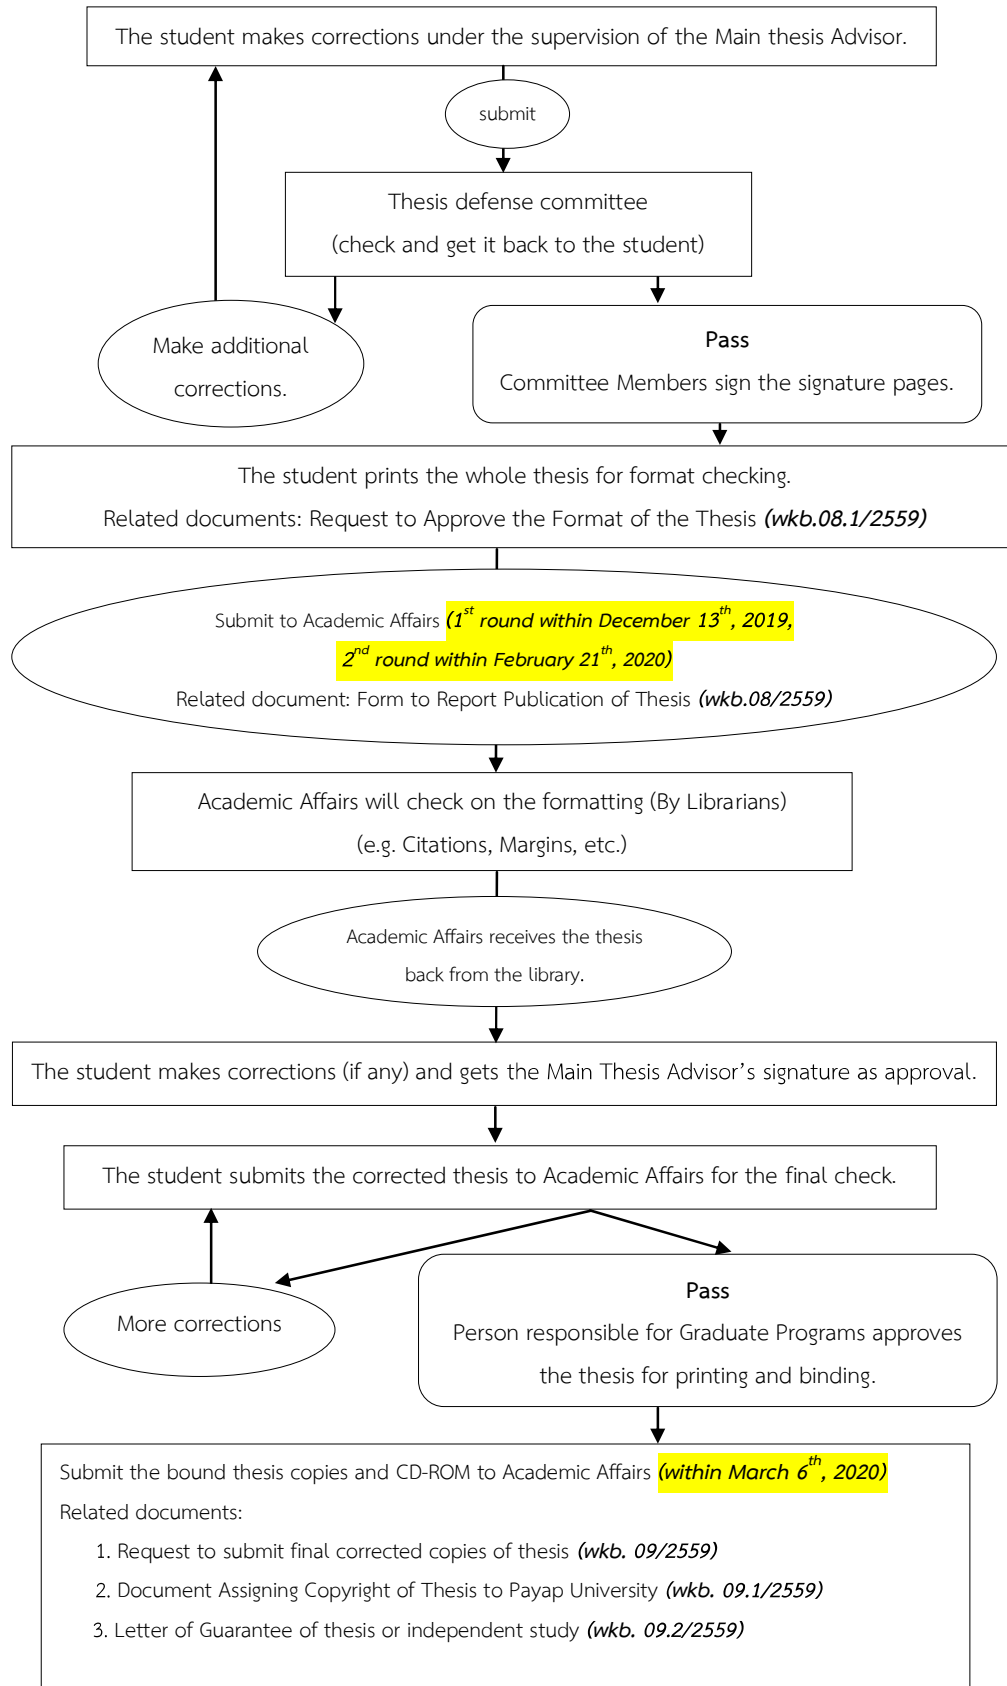 The student makes corrections under the supervision of the Main thesis Advisor.
submit
Thesis defense committee
(check and get it back to the student)
Make additional
corrections.
Pass
Committee Members sign the signature pages.
The student prints the whole thesis for format checking.
Related documents: Request to Approve the Format of the Thesis (wkb.08.1/2559)
Submit to Academic Affairs (1st round within December 13th, 2019,
2nd round within February 21th, 2020)
Related document: Form to Report Publication of Thesis (wkb.08/2559)
Academic Affairs will check on the formatting (By Librarians)
(e.g. Citations, Margins, etc.)
Academic Affairs receives the thesis
back from the library.
The student makes corrections (if any) and gets the Main Thesis Advisor’s signature as approval.
The student submits the corrected thesis to Academic Affairs for the final check.
More corrections
Pass
Person responsible for Graduate Programs approves
the thesis for printing and binding.
Submit the bound thesis copies and CD-ROM to Academic Affairs (within March 6th, 2020)
Related documents:
1. Request to submit final corrected copies of thesis (wkb. 09/2559)
2. Document Assigning Copyright of Thesis to Payap University (wkb. 09.1/2559)
3. Letter of Guarantee of thesis or independent study (wkb. 09.2/2559)